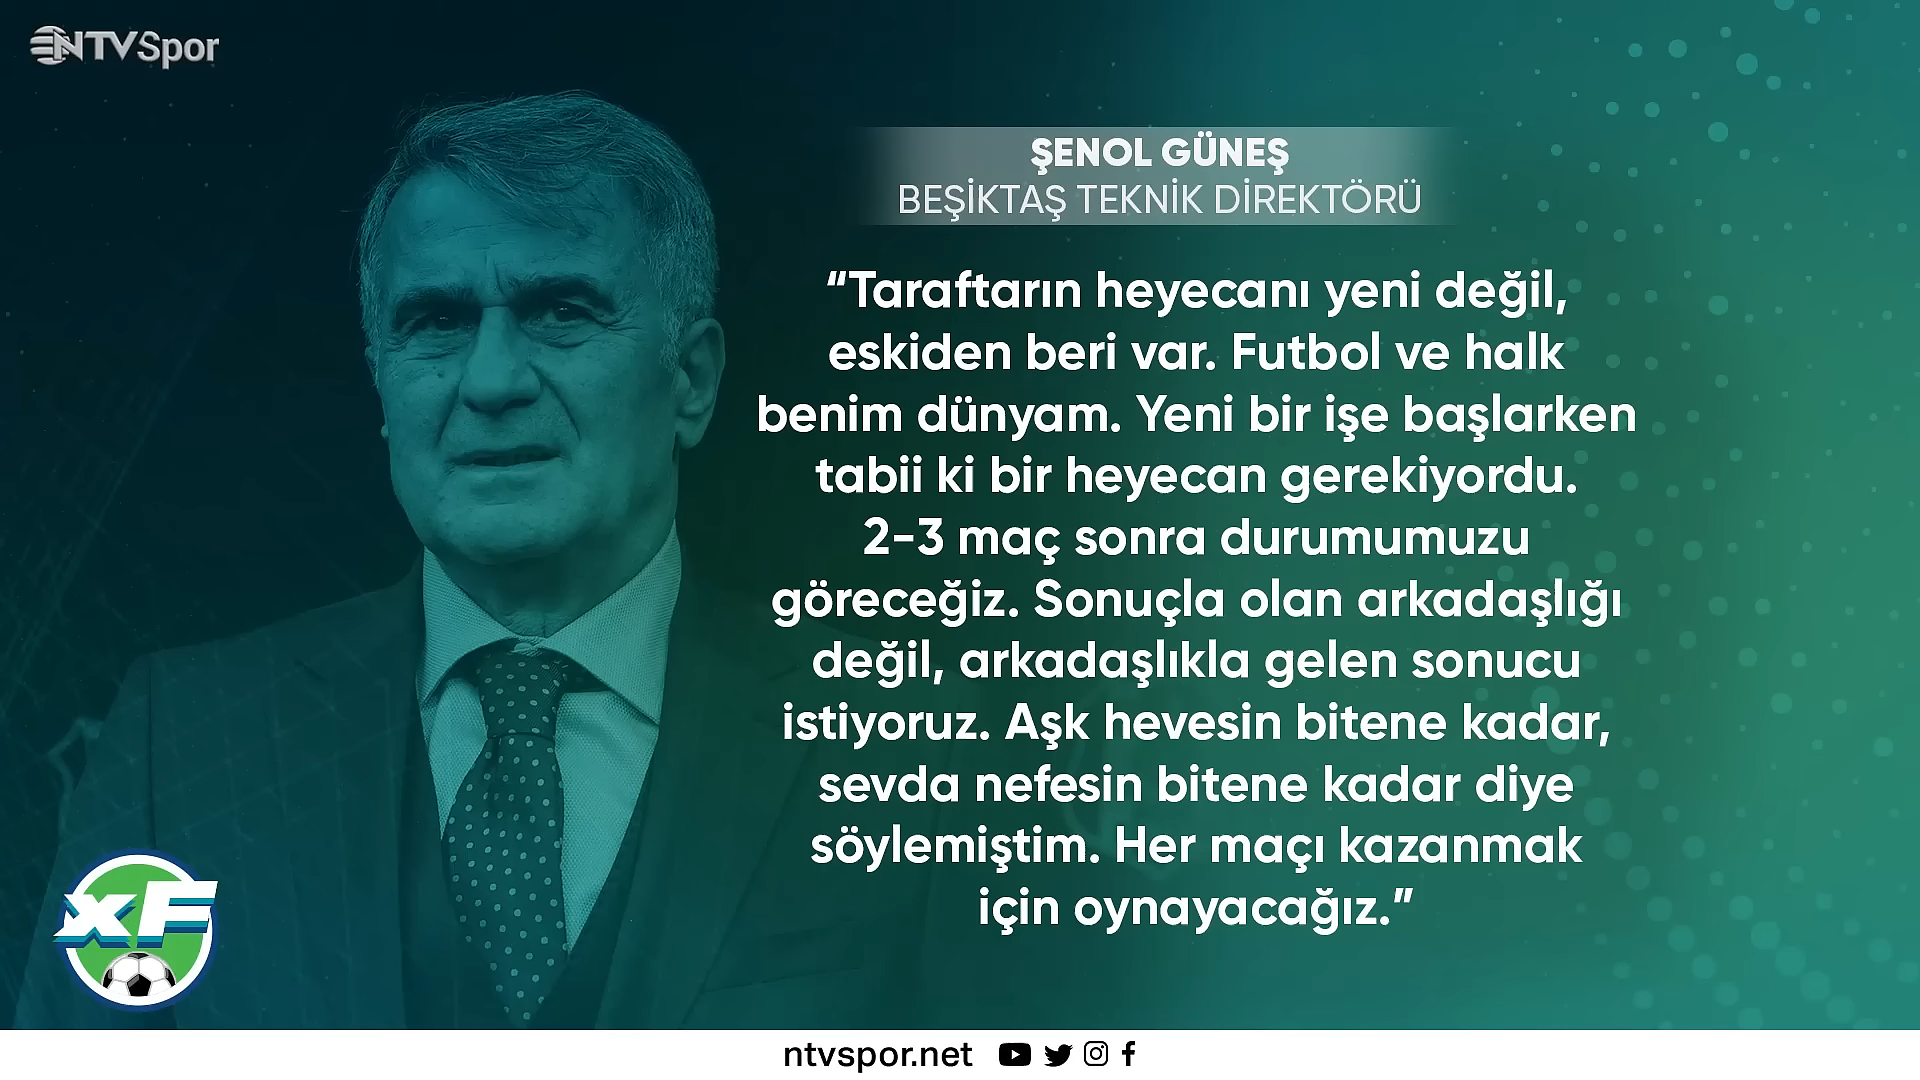 NTVSpor
ŞENOL GÜNEŞ
BEŞİKTAŞ TEKNİK DİREKTÖRÜ
“Taraftarın heyecanı yeni değil,
eskiden beri var. Futbol ve halk
benim dünyam. Yeni bir işe başlarken
tabii ki bir heyecan gerekiyordu.
2-3 maç sonra durumumuzu
göreceğiz. Sonuçla olan arkadaşlığı
değil, arkadaşlıkla gelen sonucu
istiyoruz. Aşk hevesin bitene kadar,
sevda nefesin bitene kadar diye
söylemiştim. Her maçı kazanmak
için oynayacağız.”
XF
ntvspor.net